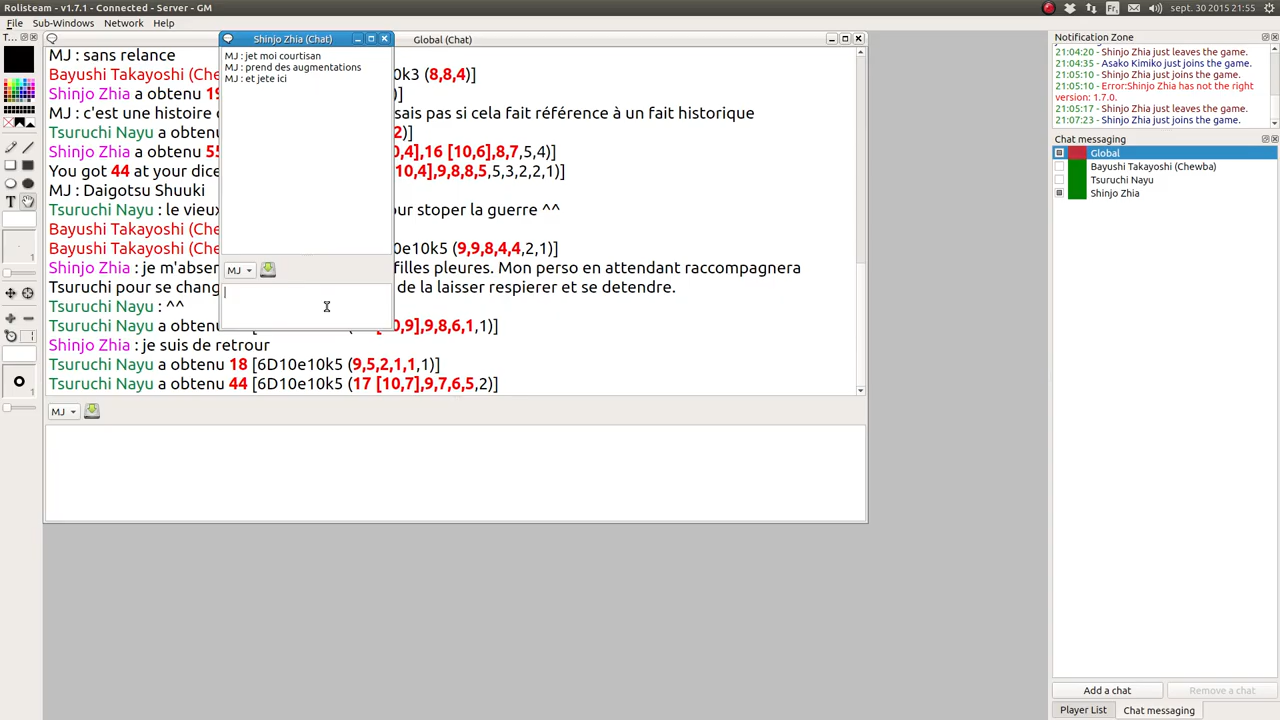 Rolisteam - v1.7.1 - Connected - Server - GM
Fr,
sept. 30 2015 21:55
File Sub-Windows Network Help
T...
T
1
1
Global (Chat)
MJ : sans relance
Bayushi Takayoshi (Che
k3 (8,8,4)]
Shinjo Zhia a obtenu 19
)]
MJ : c'est une histoire
sais pas si cela fait référence à un fait historique
Tsuruchi Nayu a obtenu
2)]
Shinjo Zhia a obtenu 55
0,4],16 [10,6],8,7,5,4)]
You got 44 at your dice
10,4],9,8,8,5,5,3,2,2,1)]
MJ : Daigotsu Shuuki
Tsuruchi Nayu : le vieux
our stoper la guerre ^^
Bayushi Takayoshi (Che
Bayushi Takayoshi (Che
0e10k5 (9,9,8,4,4,2,1)]
Shinjo Zhia : je m'absen
filles pleures. Mon perso en attendant raccompagnera
Tsuruchi pour se chang
de la laisser respierer et se detendre.
Tsuruchi Nayu : ^^
Tsuruchi Nayu a obtenu
0,9],9,8,6,1,1)]
Shinjo Zhia : je suis de retrour
Tsuruchi Nayu a obtenu 18 [6D10e10k5 (9,5,2,1,1,1)]
Tsuruchi Nayu a obtenu 44 [6D10e10k5 (17 [10,7],9,7,6,5,2)]
MJ
Shinjo Zhia (Chat)
MJ : jet moi courtisan
MJ : prend des augmentations
MJ : et jete ici
MJ
Notification Zone
21:04:20 - Shinjo Zhia just leaves the game.
21:04:35 - Asako Kimiko just joins the game.
21:05:10 - Shinjo Zhia just joins the game.
21:05:10 - Error:Shinjo Zhia has not the right
version: 1.7.0.
21:05:17 - Shinjo Zhia just leaves the game.
21:07:23 - Shinjo Zhia just joins the game.
Chat messaging
Global
Bayushi Takayoshi (Chewba)
Tsuruchi Nayu
Shinjo Zhia
Add a chat
Remove a chat
Player List
Chat messaging